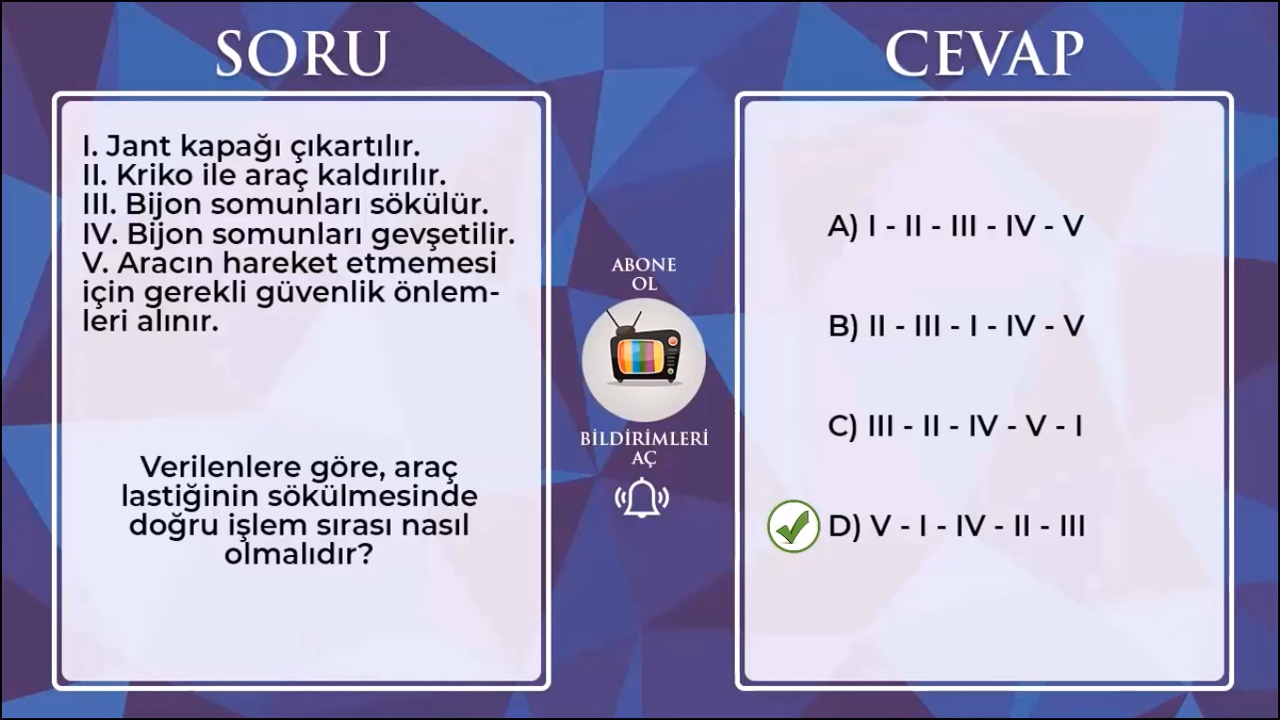 SORU
I. Jant kapağı çıkartılır.
II. Kriko ile araç kaldırılır.
III. Bijon somunları sökülür.
IV. Bijon somunları gevşetilir.
V. Aracın hareket etmemesi
için gerekli güvenlik önlem-
leri alınır.
Verilenlere göre, araç
lastiğinin sökülmesinde
doğru işlem sırası nasıl
olmalıdır?
ABONE
OL
BİLDİRİMLERİ
AÇ
CEVAP
A) I - II - III - IV - V
B) II - III - I - IV - V
C) III - II - IV - V - I
D) V - I - IV - II - III